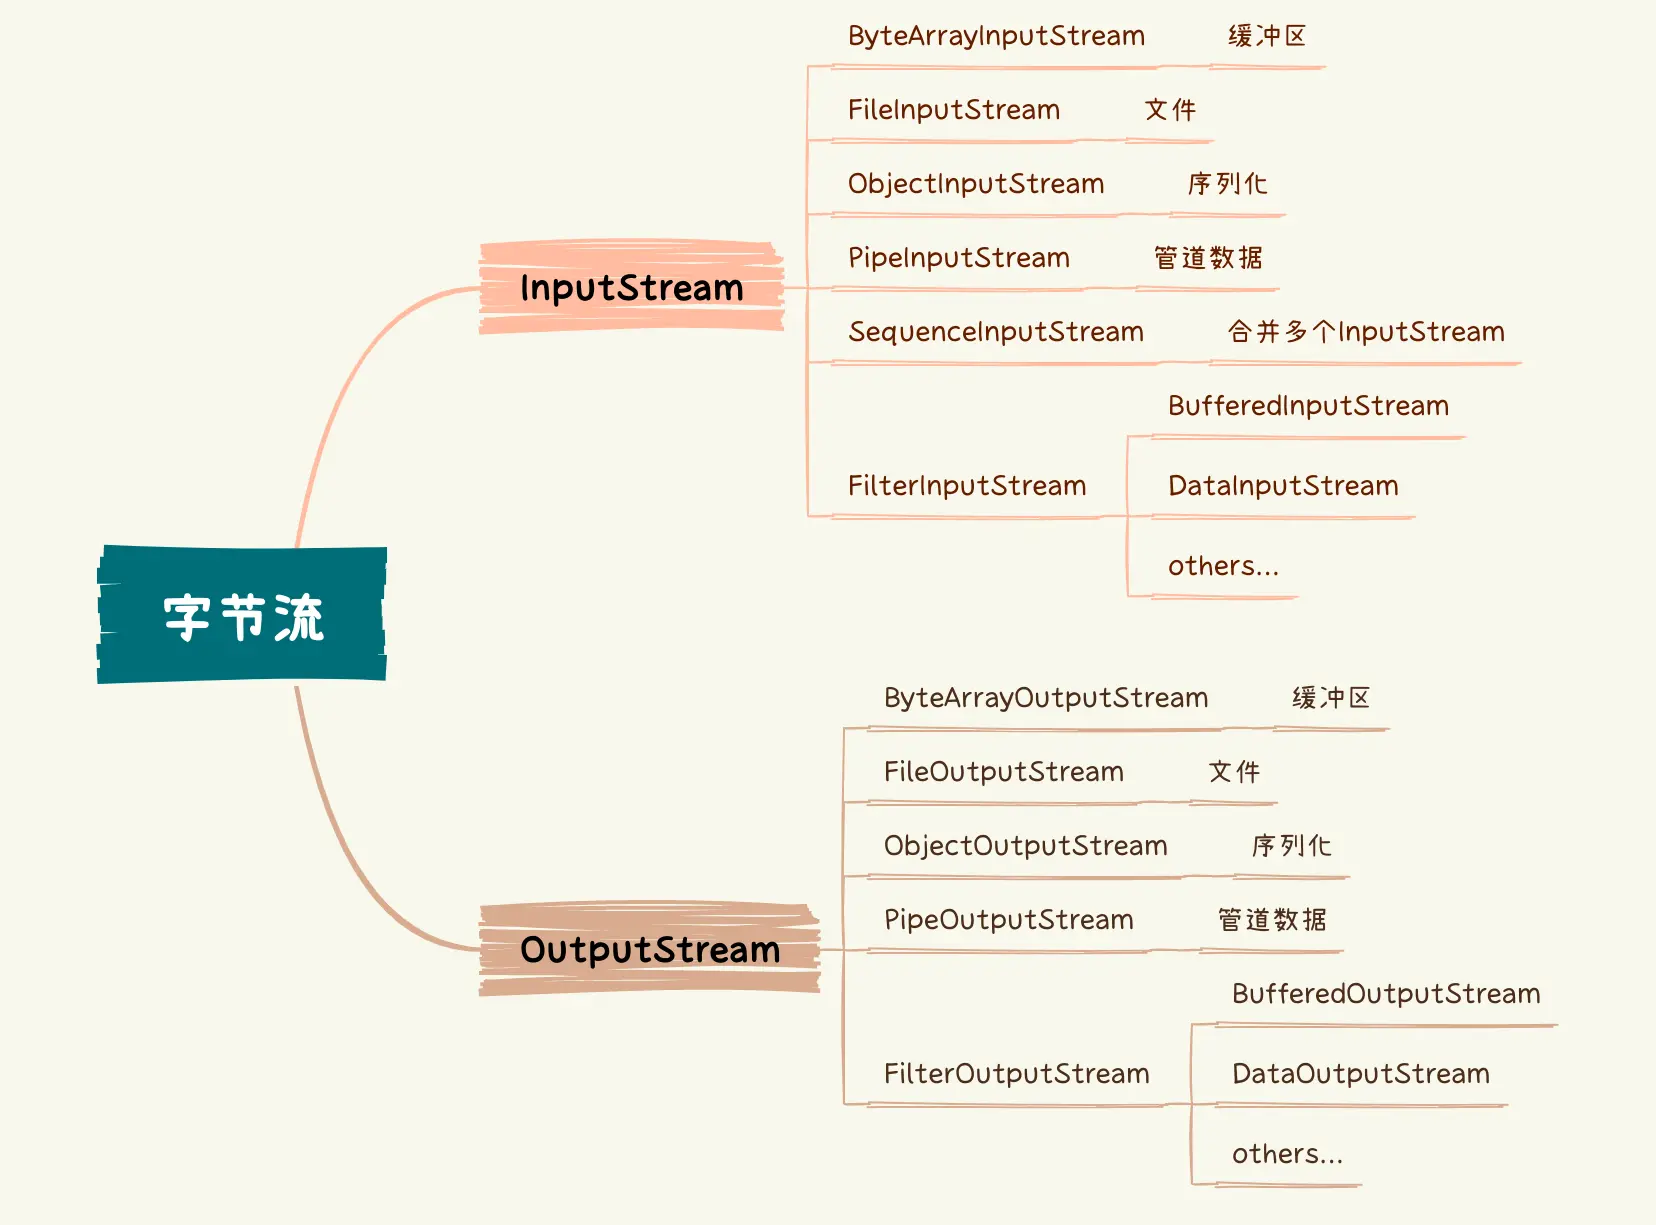 字节流
InputStream
ByteArrayInputStream 缓冲区
FileInputStream 文件
ObjectInputStream 序列化
PipeInputStream 管道数据
SequenceInputStream 合并多个InputStream
FilterInputStream
BufferedInputStream
DataInputStream
others...
OutputStream
ByteArrayOutputStream 缓冲区
FileOutputStream 文件
ObjectOutputStream 序列化
PipeOutputStream 管道数据
FilterOutputStream
BufferedOutputStream
DataOutputStream
others...